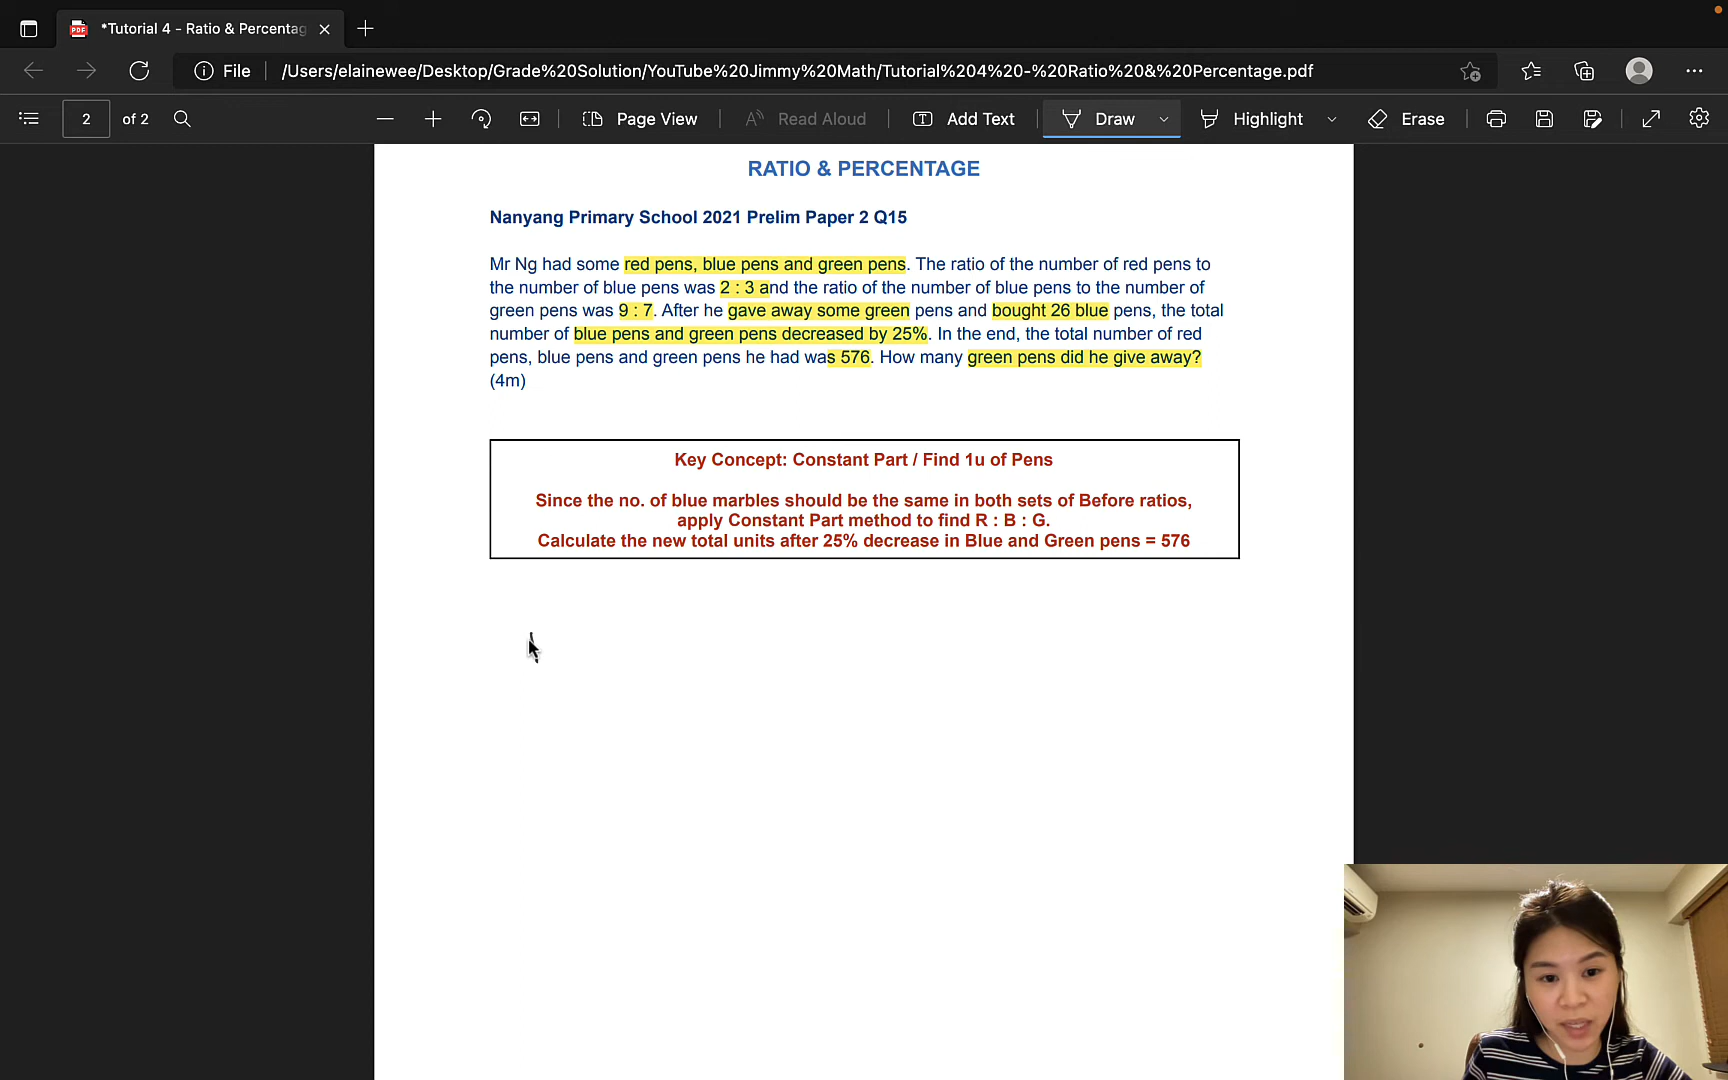 *Tutorial 4 - Ratio & Percentag
File
/Users/elainewee/Desktop/Grade%20Solution/YouTube%20Jimmy%20Math/Tutorial%204%20-%20Ratio%20&%20Percentage.pdf
2 of 2
Page View
Read Aloud
Add Text
Draw
Highlight
Erase
RATIO & PERCENTAGE
Nanyang Primary School 2021 Prelim Paper 2 Q15
Mr Ng had some red pens, blue pens and green pens. The ratio of the number of red pens to
the number of blue pens was 2 : 3 and the ratio of the number of blue pens to the number of
green pens was 9 : 7. After he gave away some green pens and bought 26 blue pens, the total
number of blue pens and green pens decreased by 25%. In the end, the total number of red
pens, blue pens and green pens he had was 576. How many green pens did he give away?
(4m)
Key Concept: Constant Part / Find 1u of Pens
Since the no. of blue marbles should be the same in both sets of Before ratios,
apply Constant Part method to find R : B : G.
Calculate the new total units after 25% decrease in Blue and Green pens = 576